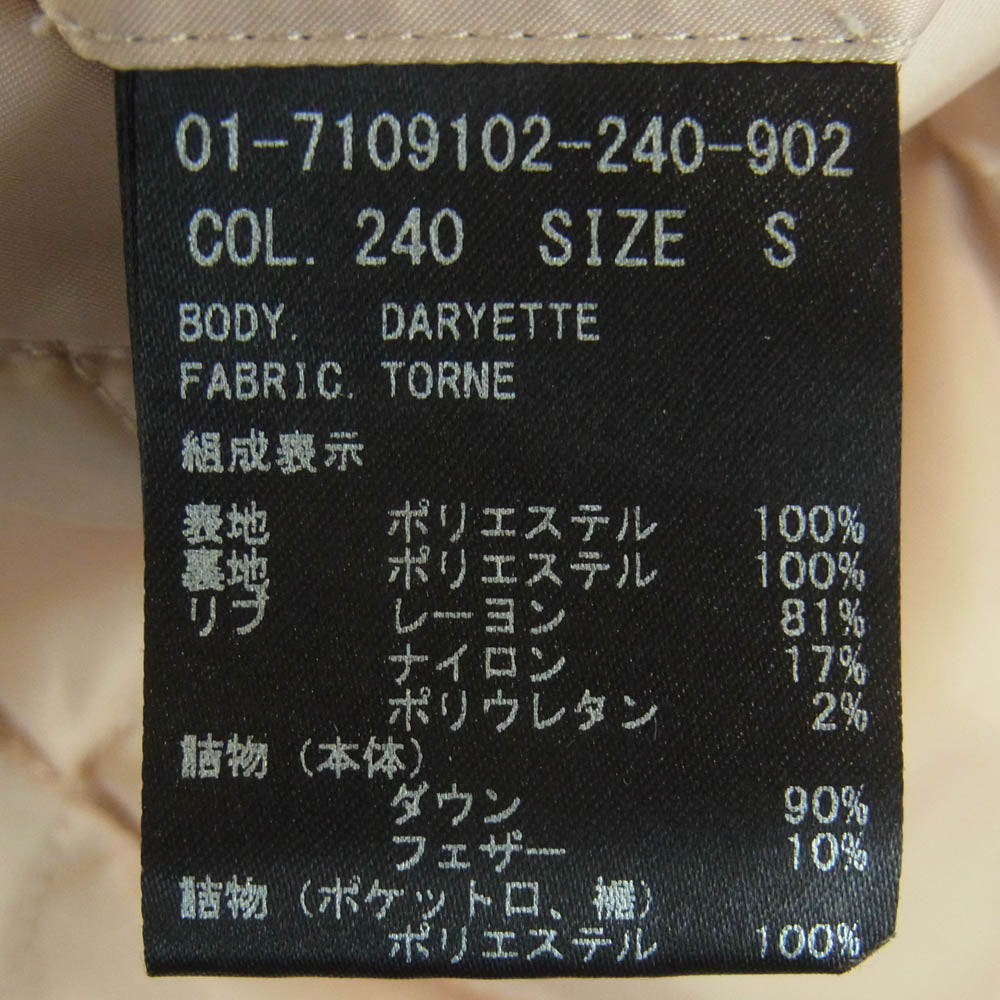 01-7109102-240-902
COL. 240 SIZE S
BODY. DARYETTE
FABRIC. TORNE
組成表示
表地 ポリエステル 100%
裏地 ポリエステル 100%
リブ レーヨン 81%
ナイロン 17%
ポリウレタン 2%
詰物 (本体)
ダウン 90%
フェザー 10%
詰物 (ポケット口、襟)
ポリエステル 100%